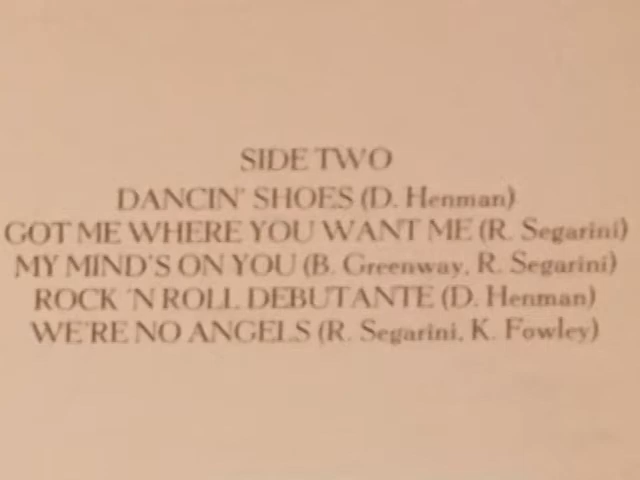 SIDE TWO
DANCIN' SHOES (D. Henman)
GOT ME WHERE YOU WANT ME (R. Segarini)
MY MIND'S ON YOU (B. Greenway, R. Segarini)
ROCK 'N ROLL DEBUTANTE (D. Henman)
WE'RE NO ANGELS (R. Segarini, K. Fowley)